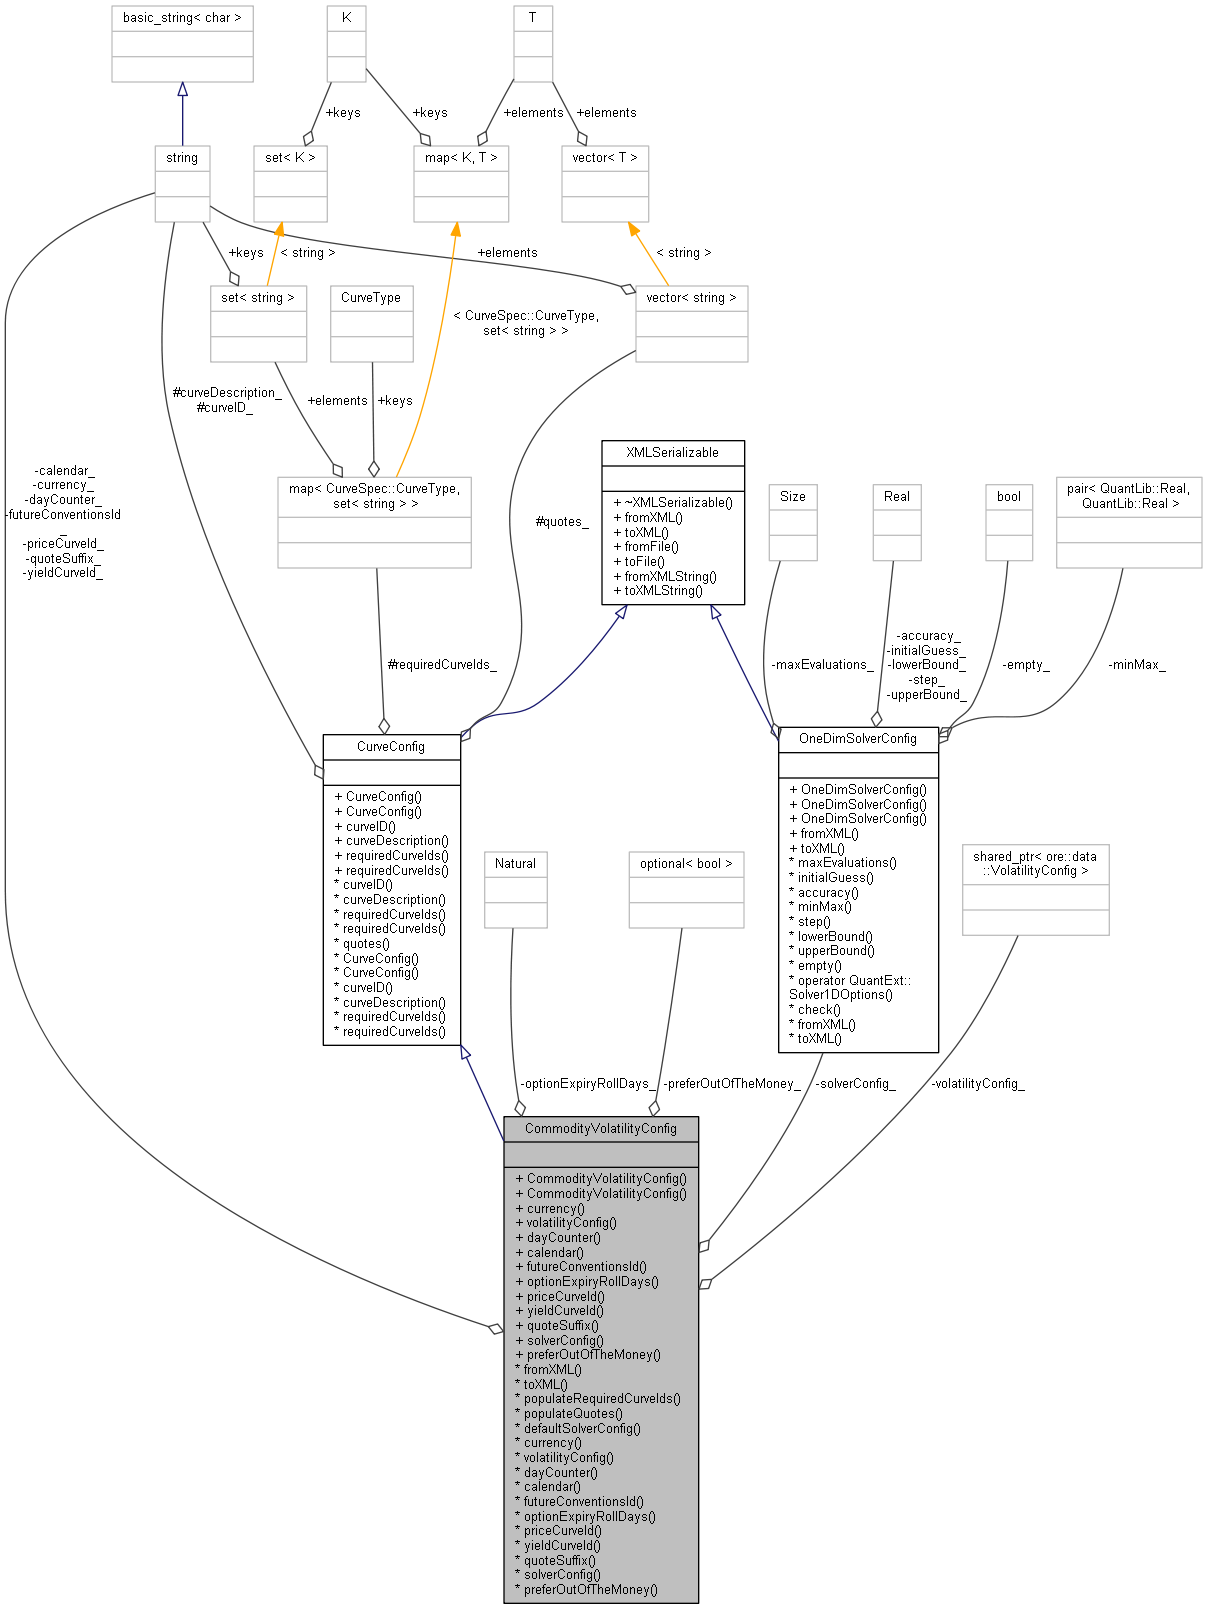 basic_string< char >
K
T
+keys
+keys
+elements
+elements
string
set< K >
map< K, T >
vector< T >
+keys
< string >
+elements
< string >
set< string >
CurveType
vector< string >
< CurveSpec::CurveType,
set< string > >
#curveDescription_
#curveID_
+elements
+keys
-calendar_
-currency_
-dayCounter_
-futureConventionsId
_
-priceCurveId_
-quoteSuffix_
-yieldCurveId_
map< CurveSpec::CurveType,
set< string > >
#quotes_
XMLSerializable
+ ~XMLSerializable()
+ fromXML()
+ toXML()
+ fromFile()
+ toFile()
+ fromXMLString()
+ toXMLString()
Size
Real
bool
pair< QuantLib::Real,
QuantLib::Real >
#requiredCurveIds_
-maxEvaluations_
-accuracy_
-initialGuess_
-lowerBound_
-step_
-upperBound_
-empty_
-minMax_
CurveConfig
+ CurveConfig()
+ CurveConfig()
+ curveID()
+ curveDescription()
+ requiredCurveIds()
+ requiredCurveIds()
* curveID()
* curveDescription()
* requiredCurveIds()
* requiredCurveIds()
* quotes()
* CurveConfig()
* CurveConfig()
* curveID()
* curveDescription()
* requiredCurveIds()
* requiredCurveIds()
OneDimSolverConfig
+ OneDimSolverConfig()
+ OneDimSolverConfig()
+ OneDimSolverConfig()
+ fromXML()
+ toXML()
* maxEvaluations()
* initialGuess()
* accuracy()
* minMax()
* step()
* lowerBound()
* upperBound()
* empty()
* operator QuantExt::
Solver1DOptions()
* check()
* fromXML()
* toXML()
Natural
optional< bool >
shared_ptr< ore::data
::VolatilityConfig >
-optionExpiryRollDays_
-preferOutOfTheMoney_
-solverConfig_
-volatilityConfig_
CommodityVolatilityConfig
+ CommodityVolatilityConfig()
+ CommodityVolatilityConfig()
+ currency()
+ volatilityConfig()
+ dayCounter()
+ calendar()
+ futureConventionsId()
+ optionExpiryRollDays()
+ priceCurveId()
+ yieldCurveId()
+ quoteSuffix()
+ solverConfig()
+ preferOutOfTheMoney()
* fromXML()
* toXML()
* populateRequiredCurveIds()
* populateQuotes()
* defaultSolverConfig()
* currency()
* volatilityConfig()
* dayCounter()
* calendar()
* futureConventionsId()
* optionExpiryRollDays()
* priceCurveId()
* yieldCurveId()
* quoteSuffix()
* solverConfig()
* preferOutOfTheMoney()